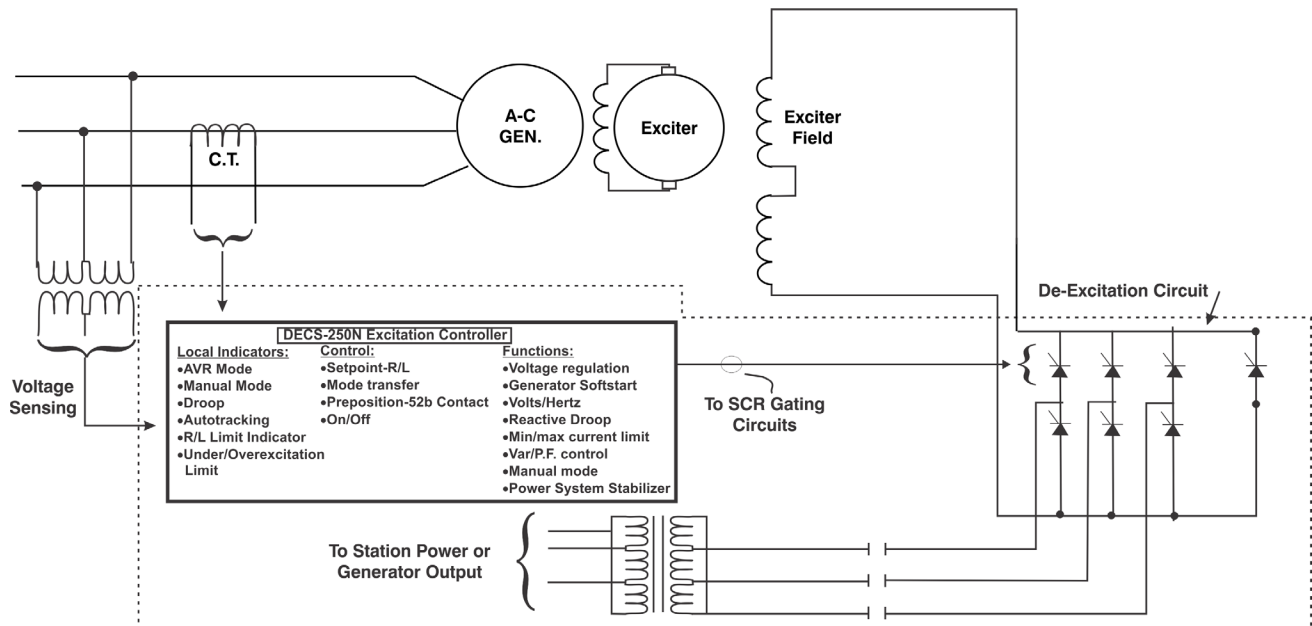 A-C
GEN.
Exciter
Exciter
Field
C.T.
De-Excitation Circuit
Voltage
Sensing
DECS-250N Excitation Controller
Local Indicators:
•AVR Mode
•Manual Mode
•Droop
•Autotracking
•R/L Limit Indicator
•Under/Overexcitation
Limit
Control:
•Setpoint-R/L
•Mode transfer
•Preposition-52b Contact
•On/Off
Functions:
•Voltage regulation
•Generator Softstart
•Volts/Hertz
•Reactive Droop
•Min/max current limit
•Var/P.F. control
•Manual mode
•Power System Stabilizer
To SCR Gating
Circuits
To Station Power or
Generator Output